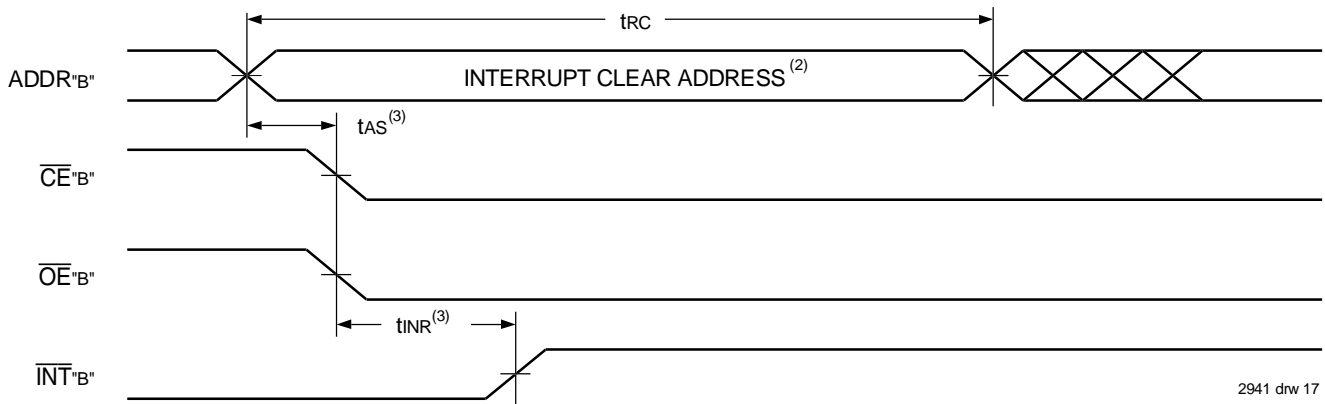 tRC
ADDR"B"
INTERRUPT CLEAR ADDRESS(2)
tAS(3)
CE"B"
OE"B"
tINR(3)
INT"B"
2941 drw 17